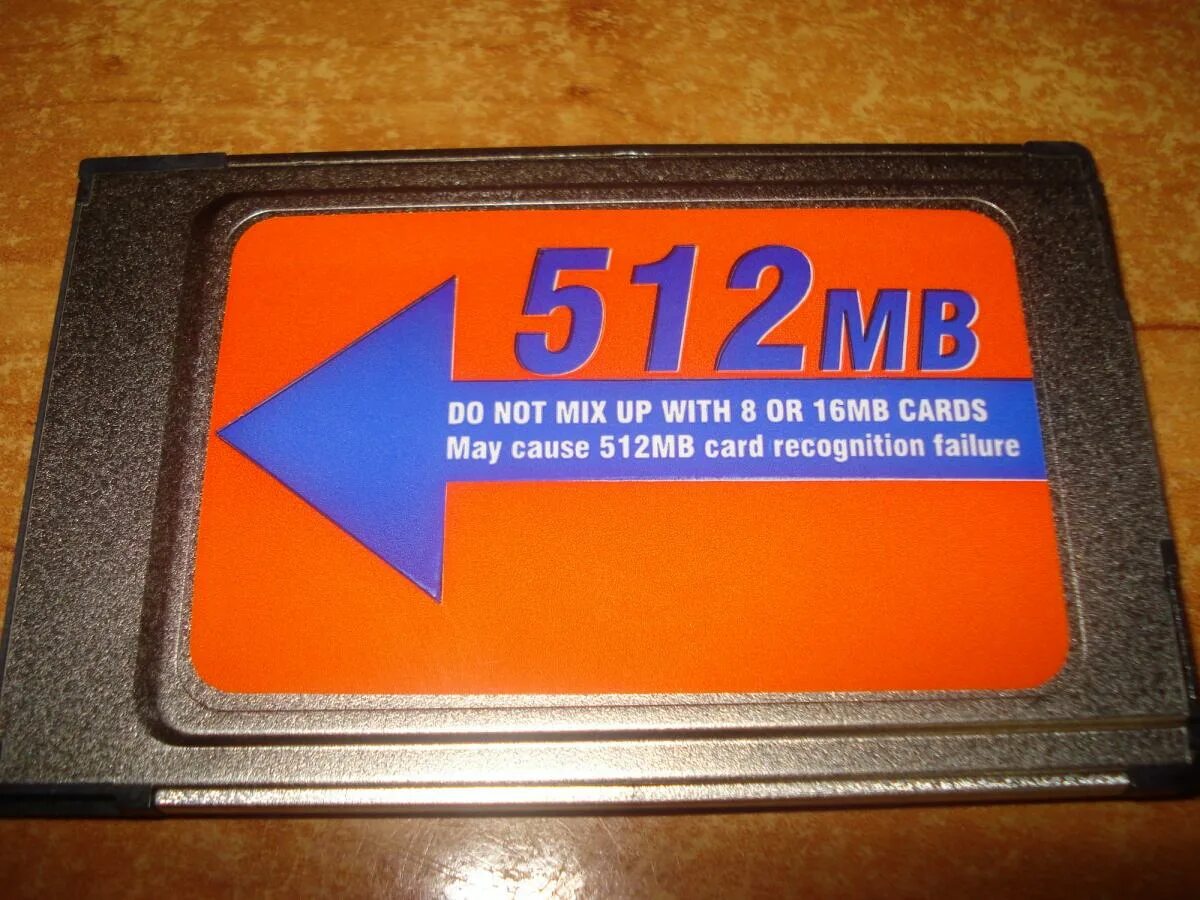 512MB
DO NOT MIX UP WITH 8 OR 16MB CARDS
May cause 512MB card recognition failure